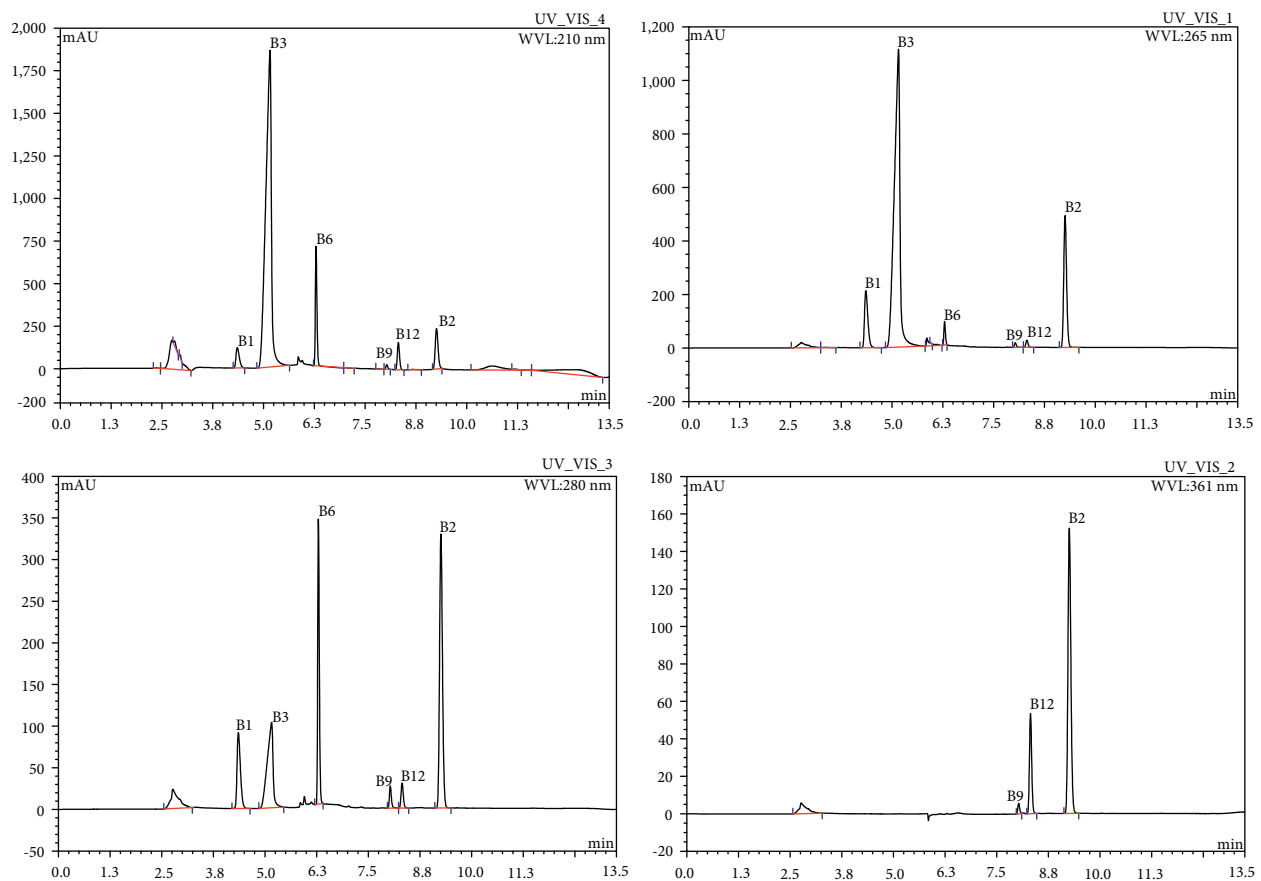 UV_VIS_4
mAU
WVL:210 nm
2,000
1,750
1,500
1,250
1,000
750
500
250
0
-200
B1
B3
B6
B9
B12
B2
min
0.0 1.3 2.5 3.8 5.0 6.3 7.5 8.8 10.0 11.3 13.5
UV_VIS_1
mAU
WVL:265 nm
1,200
1,000
800
600
400
200
0
-200
B1
B3
B6
B9
B12
B2
min
0.0 1.3 2.5 3.8 5.0 6.3 7.5 8.8 10.0 11.3 13.5
UV_VIS_3
mAU
WVL:280 nm
400
350
300
250
200
150
100
50
0
-50
B1
B3
B6
B9
B12
B2
min
0.0 1.3 2.5 3.8 5.0 6.3 7.5 8.8 10.0 11.3 13.5
UV_VIS_2
mAU
WVL:361 nm
180
160
140
120
100
80
60
40
20
0
-20
B9
B12
B2
min
0.0 1.3 2.5 3.8 5.0 6.3 7.5 8.8 10.0 11.3 13.5